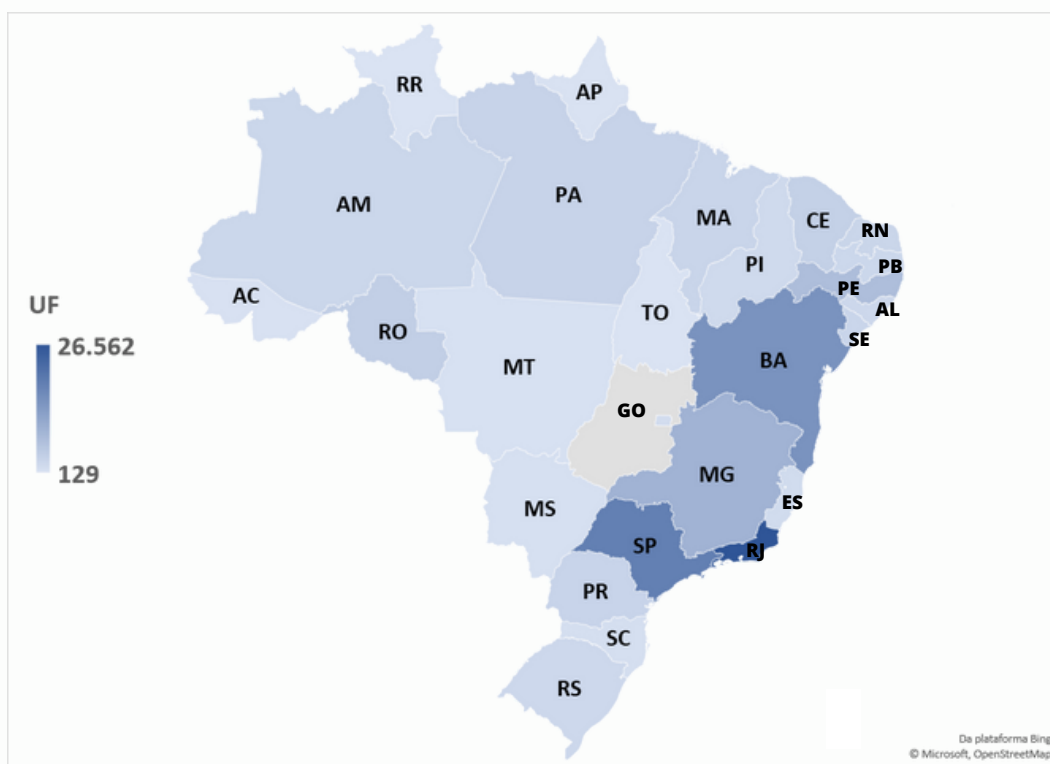 RR
AP
AM
PA
MA
CE
RN
PI
PB
PE
AL
SE
AC
RO
TO
BA
MT
GO
MG
ES
MS
SP
RJ
PR
SC
RS
UF
26.562
129
Da plataforma Bing
© Microsoft, OpenStreetMap